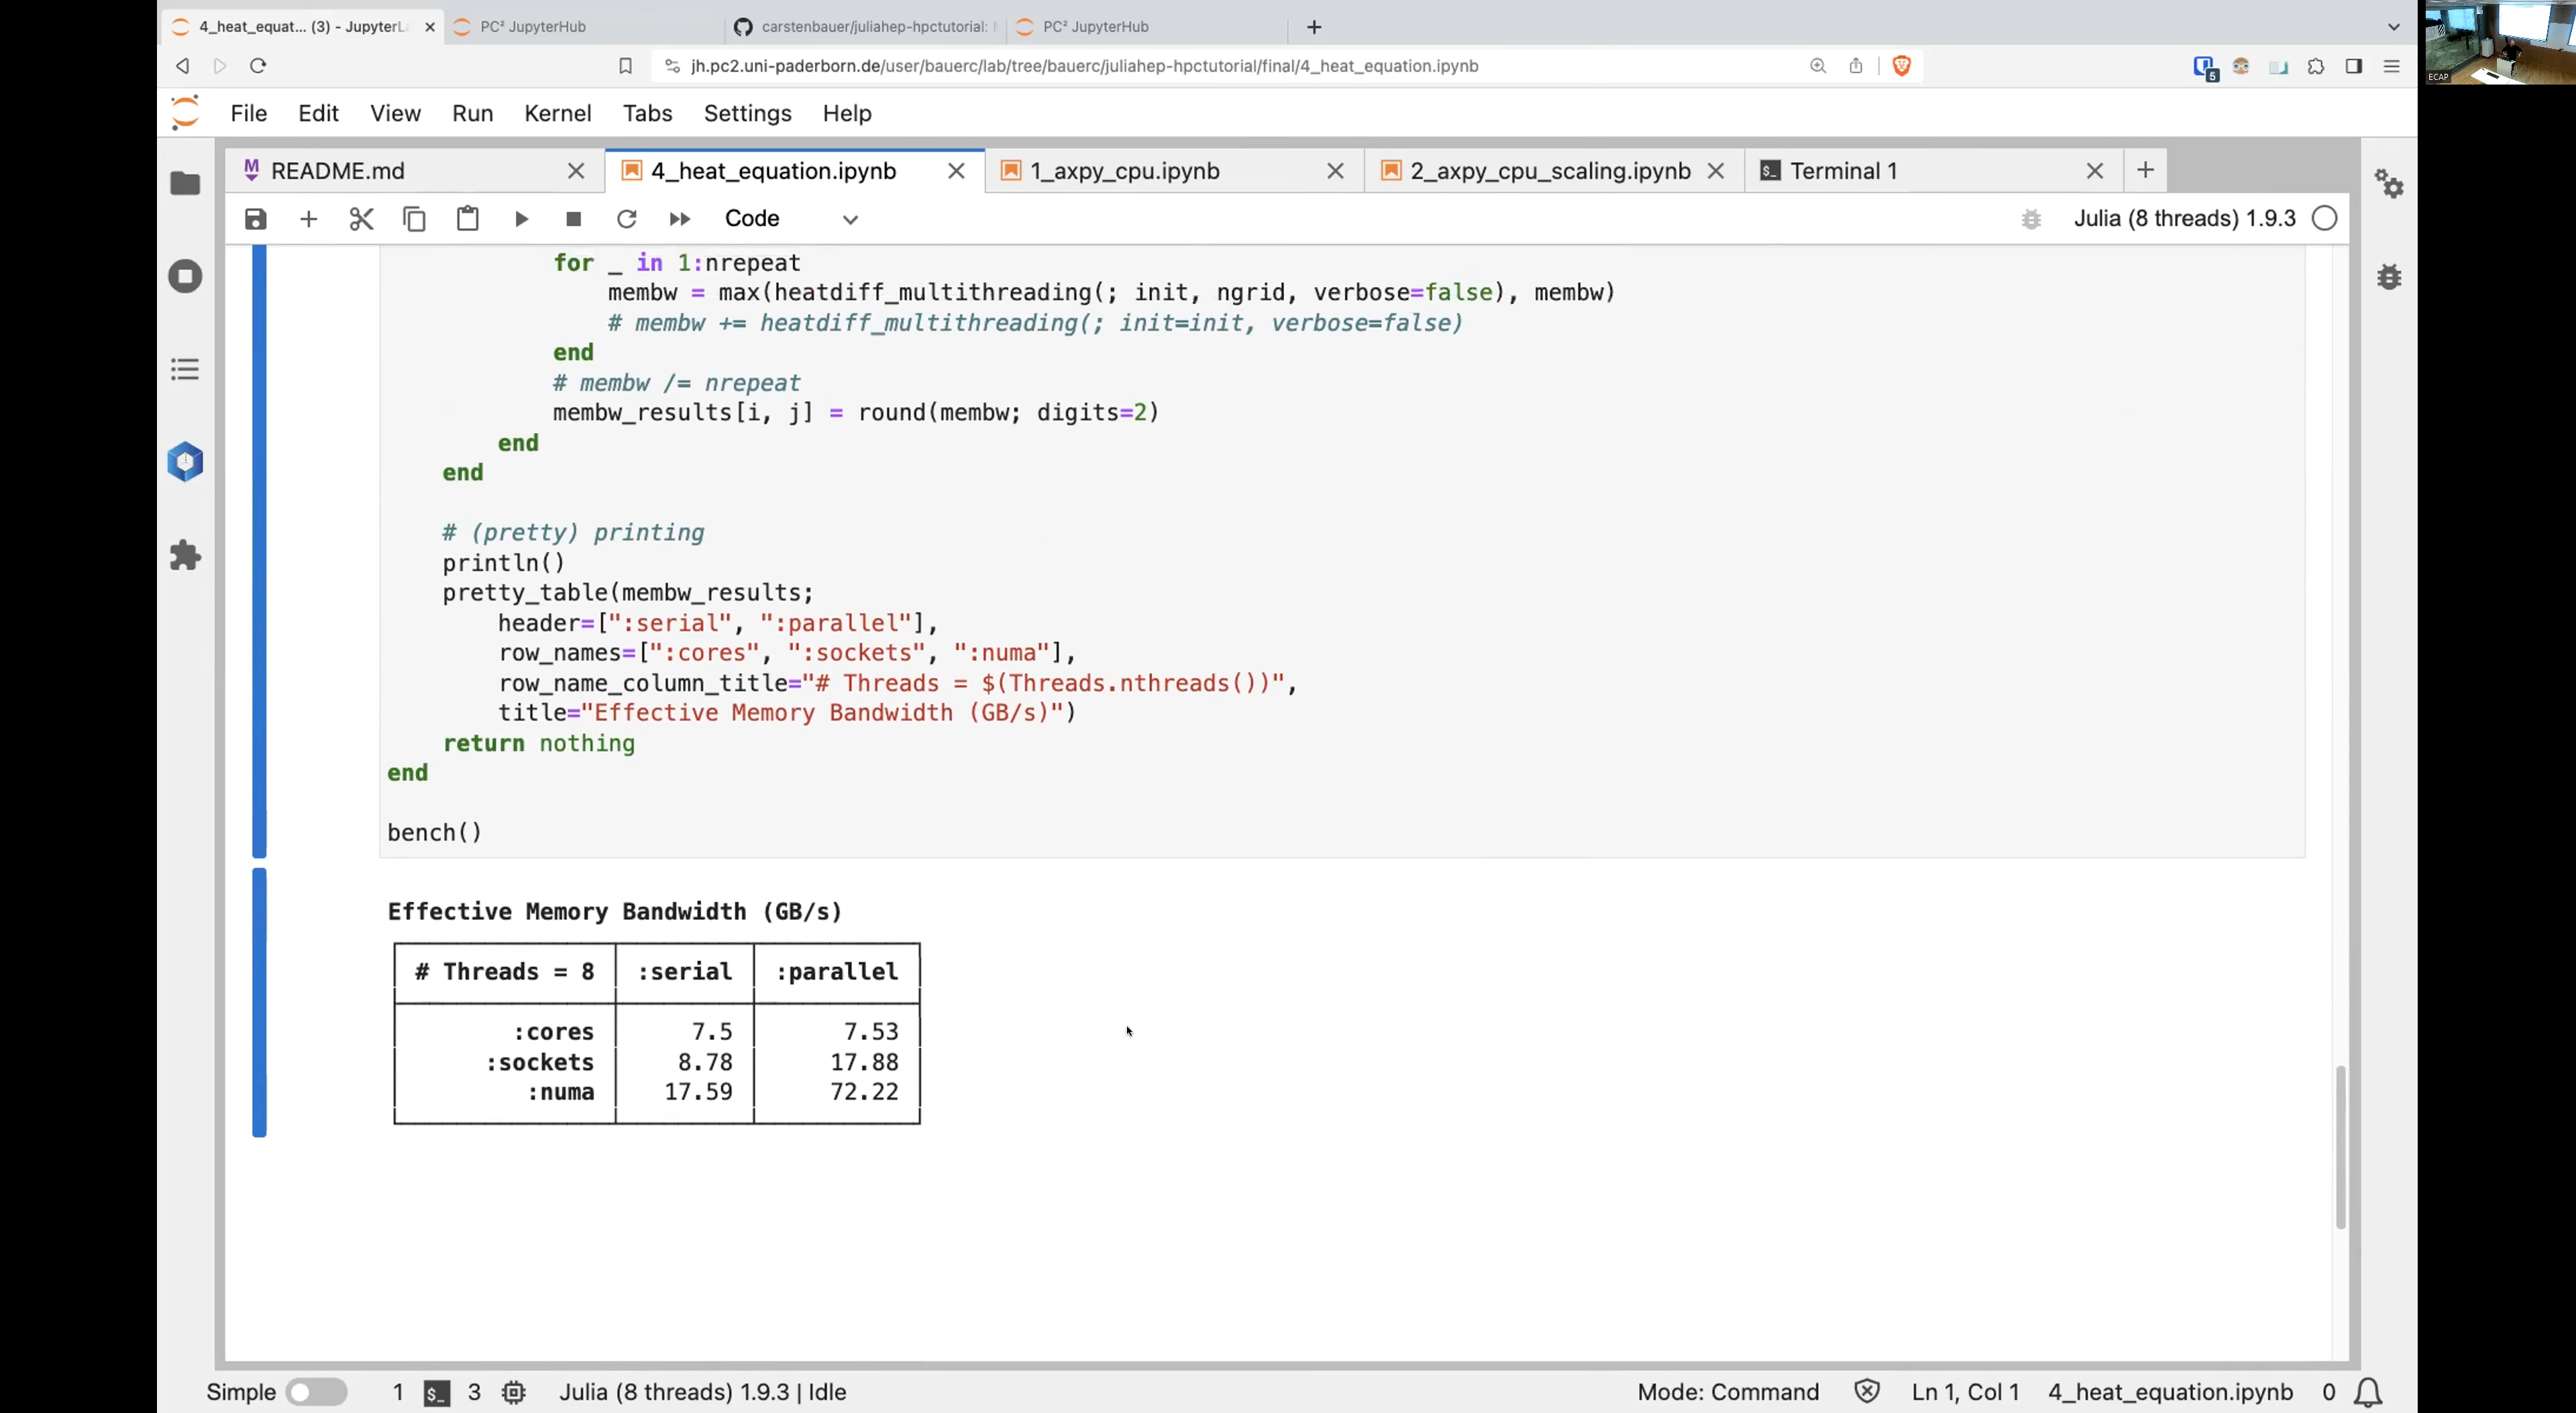 4_heat_equat... (3) - JupyterL
PC² JupyterHub
carstenbauer/juliahep-hpctutorial:
PC² JupyterHub
jh.pc2.uni-paderborn.de/user/bauerc/lab/tree/bauerc/juliahep-hpctutorial/final/4_heat_equation.ipynb
5
ECAP
File Edit View Run Kernel Tabs Settings Help
README.md
4_heat_equation.ipynb
1_axpy_cpu.ipynb
2_axpy_cpu_scaling.ipynb
Terminal 1
Code
Julia (8 threads) 1.9.3
for _ in 1:nrepeat
membw = max(heatdiff_multithreading(; init, ngrid, verbose=false), membw)
# membw += heatdiff_multithreading(; init=init, verbose=false)
end
# membw /= nrepeat
membw_results[i, j] = round(membw; digits=2)
end
end
# (pretty) printing
println()
pretty_table(membw_results;
header=[":serial", ":parallel"],
row_names=[":cores", ":sockets", ":numa"],
row_name_column_title="# Threads = $(Threads.nthreads())",
title="Effective Memory Bandwidth (GB/s)")
return nothing
end
bench()
Effective Memory Bandwidth (GB/s)
# Threads = 8 :serial :parallel
:cores 7.5 7.53
:sockets 8.78 17.88
:numa 17.59 72.22
Simple 1 $_ 3 Julia (8 threads) 1.9.3 | Idle
Mode: Command Ln 1, Col 1 4_heat_equation.ipynb 0